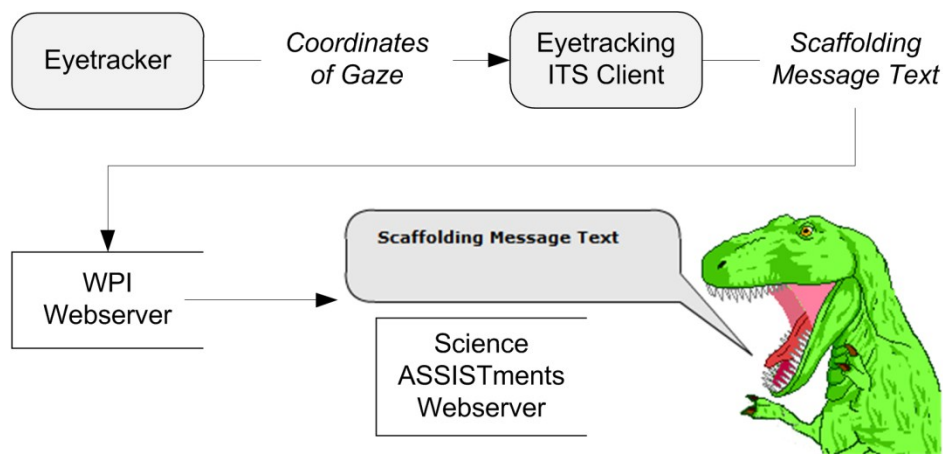 Eyetracker
Coordinates
of Gaze
Eyetracking
ITS Client
Scaffolding
Message Text
WPI
Webserver
Scaffolding Message Text
Science
ASSISTments
Webserver